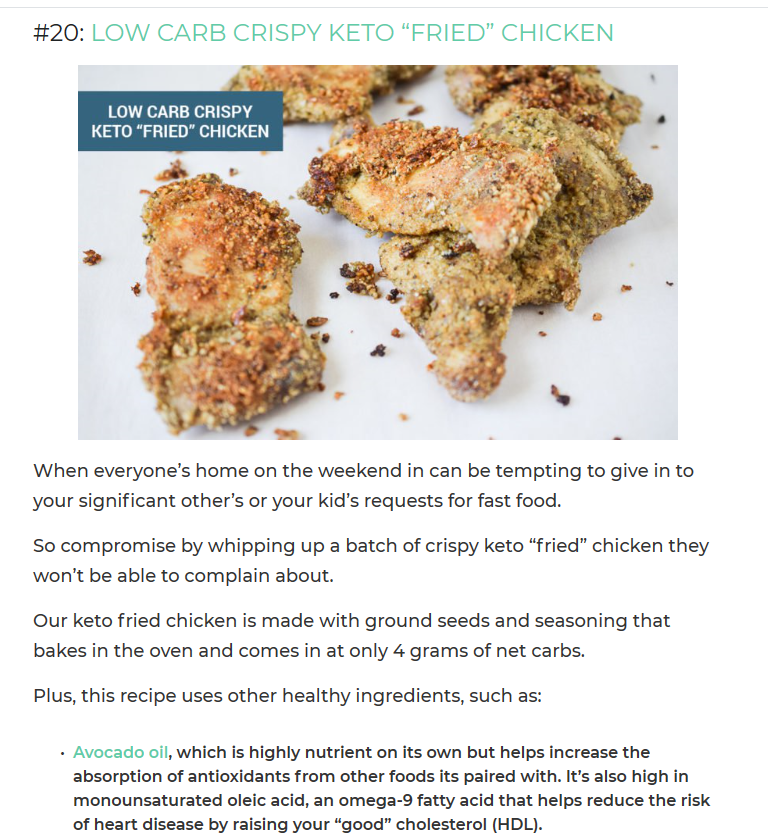 #20: LOW CARB CRISPY KETO “FRIED” CHICKEN
LOW CARB CRISPY
KETO “FRIED” CHICKEN
When everyone’s home on the weekend in can be tempting to give in to
your significant other’s or your kid’s requests for fast food.
So compromise by whipping up a batch of crispy keto “fried” chicken they
won’t be able to complain about.
Our keto fried chicken is made with ground seeds and seasoning that
bakes in the oven and comes in at only 4 grams of net carbs.
Plus, this recipe uses other healthy ingredients, such as:
• Avocado oil, which is highly nutrient on its own but helps increase the
absorption of antioxidants from other foods its paired with. It’s also high in
monounsaturated oleic acid, an omega-9 fatty acid that helps reduce the risk
of heart disease by raising your “good” cholesterol (HDL).